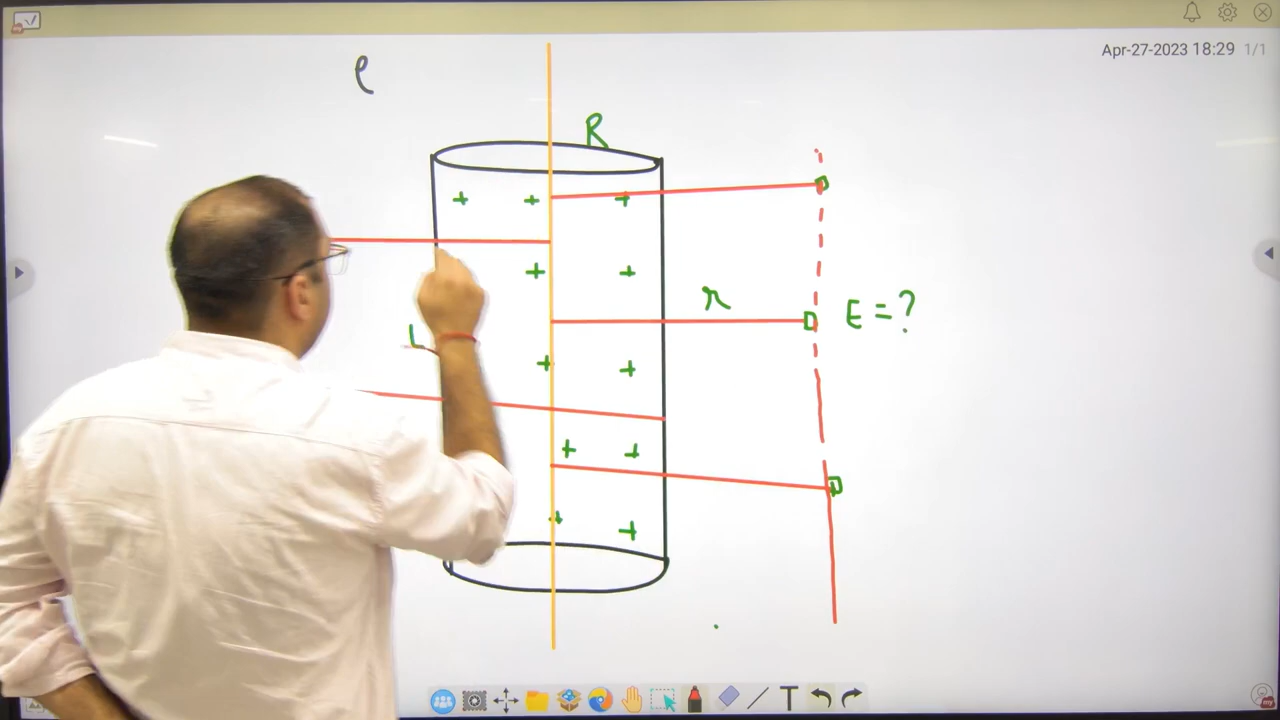 Apr-27-2023 18:29 1/1
ρ
R
+ + +
+ +
r E = ?
+ +
+ +
+ +
T